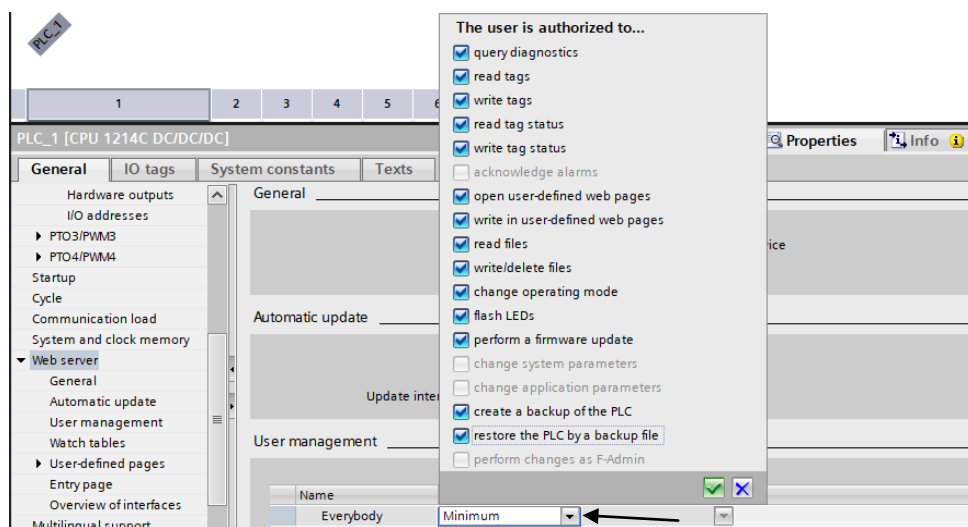 PLC_1
The user is authorized to...
query diagnostics
read tags
write tags
read tag status
write tag status
acknowledge alarms
open user-defined web pages
write in user-defined web pages
read files
write/delete files
change operating mode
flash LEDs
perform a firmware update
change system parameters
change application parameters
create a backup of the PLC
restore the PLC by a backup file
perform changes as F-Admin
1 2 3 4 5
PLC_1 [CPU 1214C DC/DC/DC]
Properties Info
General IO tags System constants Texts
Hardware outputs
I/O addresses
PTO3/PWM3
PTO4/PWM4
Startup
Cycle
Communication load
System and clock memory
Web server
General
Automatic update
User management
Watch tables
User-defined pages
Entry page
Overview of interfaces
Multilingual support
General
Automatic update
Update
User management
Name
Everybody Minimum